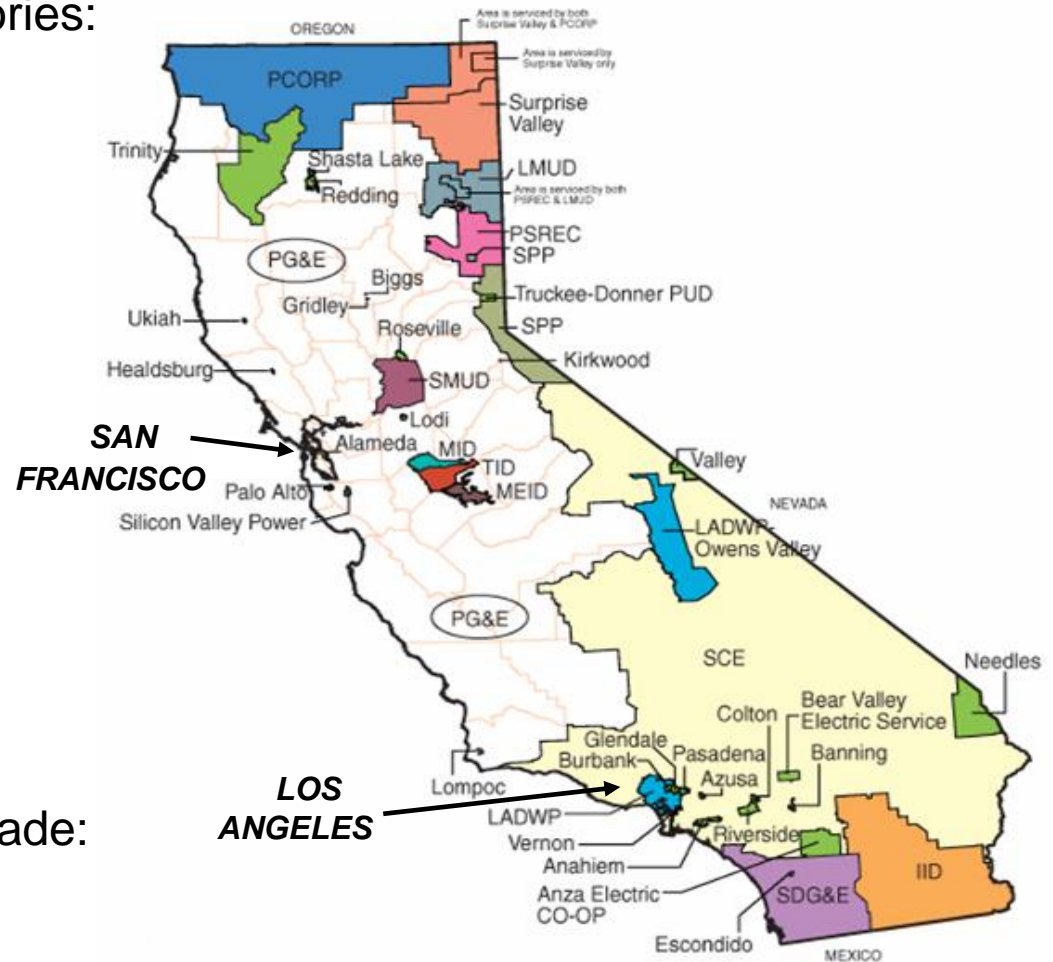 ories:
OREGON
Area is serviced by both
Surprise Valley & PCORP
Area is serviced by
Surprise Valley only
PCORP
Surprise
Valley
Trinity
Shasta Lake
Redding
LMUD
Area is serviced by both
PSREC & LMUD
PSREC
SPP
PG&E
Biggs
Gridley
Truckee-Donner PUD
Ukiah
Roseville
SPP
Healdsburg
Kirkwood
SMUD
Lodi
SAN
FRANCISCO
Alameda
MID
TID
MEID
Valley
Palo Alto
Silicon Valley Power
NEVADA
LADWP-
Owens Valley
PG&E
SCE
Needles
Bear Valley
Electric Service
Colton
Glendale
Burbank
Pasadena
Banning
Azusa
Lompoc
LOS
ANGELES
LADWP
ade:
Vernon
Riverside
Anahiem
Anza Electric
CO-OP
SDG&E
IID
Escondido
MEXICO